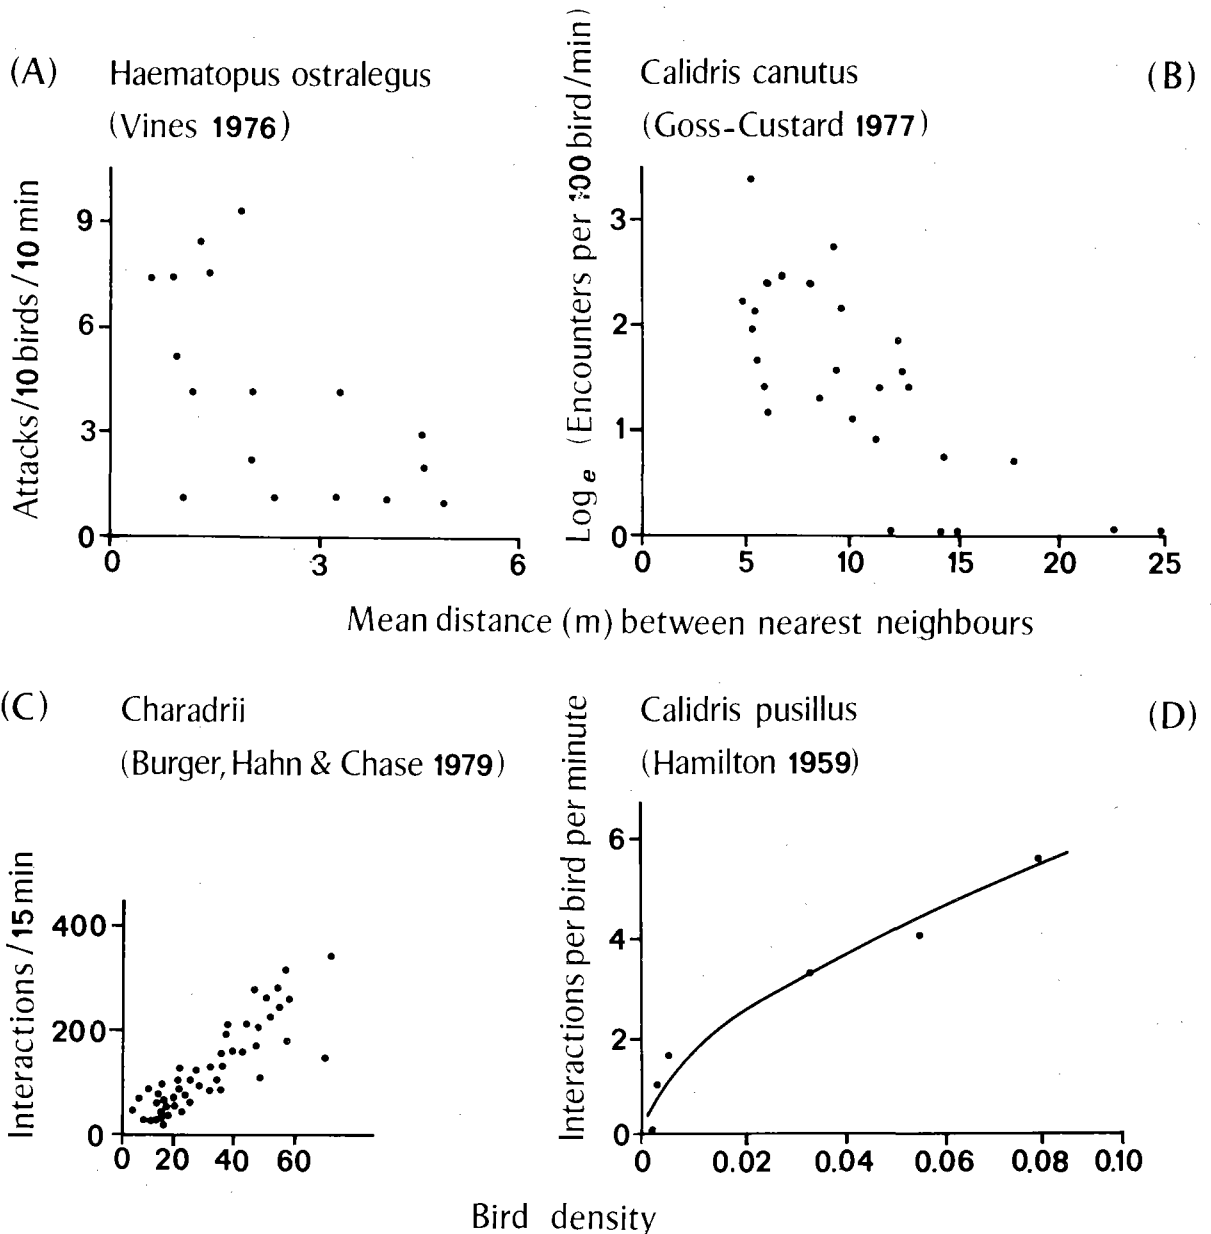 (A) Haematopus ostralegus
(Vines 1976)
Attacks/10 birds/10 min
9
6
3
0
0 3 6
Calidris canutus (B)
(Goss-Custard 1977)
Log e (Encounters per 100 bird/min)
3
2
1
0
0 5 10 15 20 25
Mean distance (m) between nearest neighbours
(C) Charadrii
(Burger, Hahn & Chase 1979)
Interactions/15 min
400
200
0
0 20 40 60
Calidris pusillus (D)
(Hamilton 1959)
Interactions per bird per minute
6
4
2
0
0 0.02 0.04 0.06 0.08 0.10
Bird density